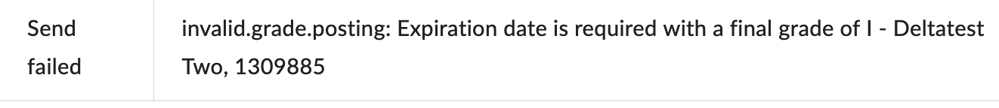 Send failed
invalid.grade.posting: Expiration date is required with a final grade of I - Deltatest
Two, 1309885